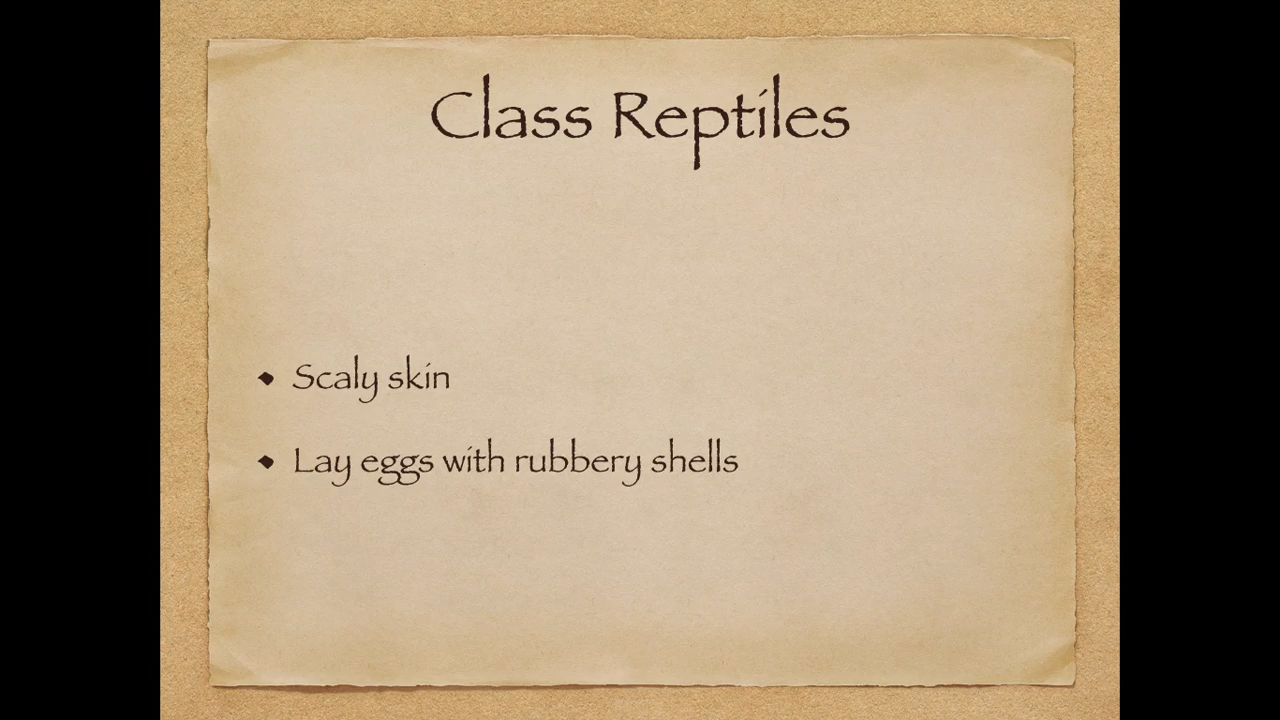 Class Reptiles
• Scaly skin
• Lay eggs with rubbery shells